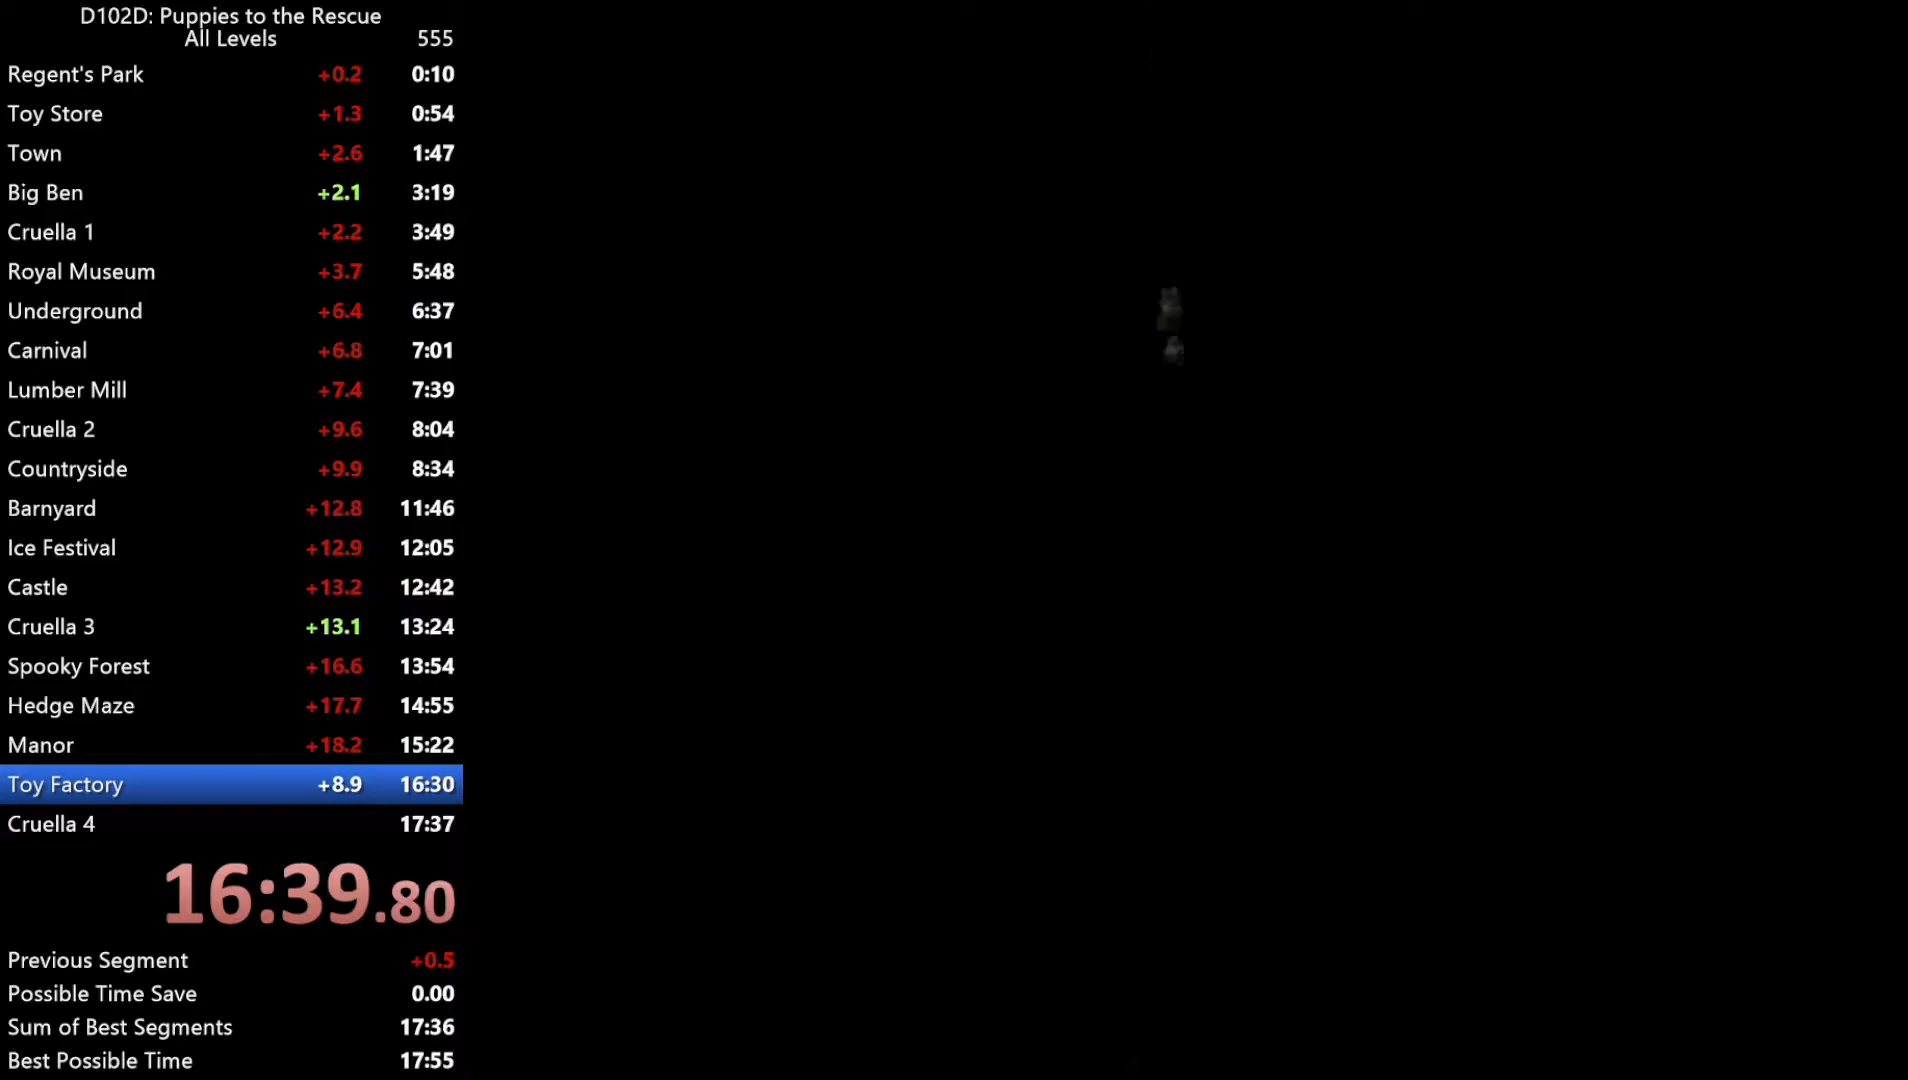 D102D: Puppies to the Rescue
All Levels 555
Regent's Park +0.2 0:10
Toy Store +1.3 0:54
Town +2.6 1:47
Big Ben +2.1 3:19
Cruella 1 +2.2 3:49
Royal Museum +3.7 5:48
Underground +6.4 6:37
Carnival +6.8 7:01
Lumber Mill +7.4 7:39
Cruella 2 +9.6 8:04
Countryside +9.9 8:34
Barnyard +12.8 11:46
Ice Festival +12.9 12:05
Castle +13.2 12:42
Cruella 3 +13.1 13:24
Spooky Forest +16.6 13:54
Hedge Maze +17.7 14:55
Manor +18.2 15:22
Toy Factory +8.9 16:30
Cruella 4 17:37
16:39.80
Previous Segment +0.5
Possible Time Save 0.00
Sum of Best Segments 17:36
Best Possible Time 17:55